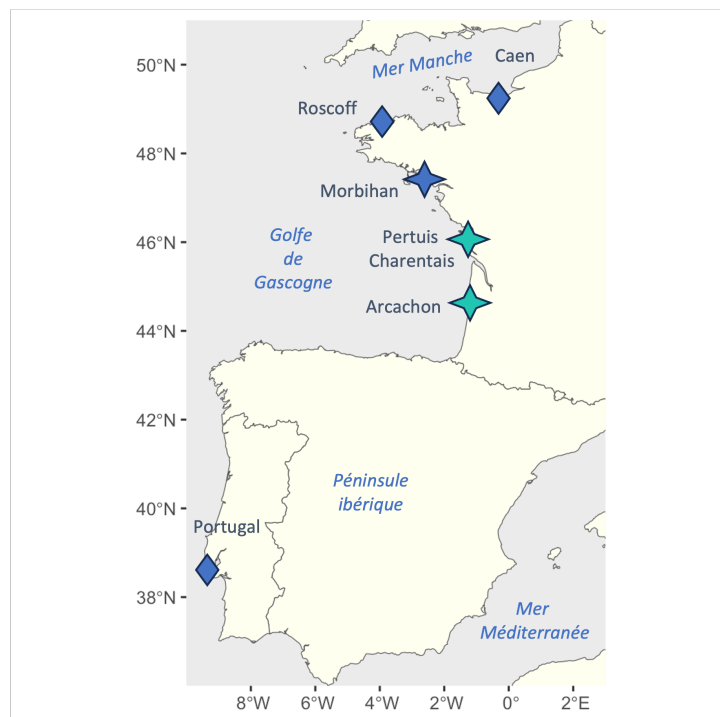 50°N
48°N
46°N
44°N
42°N
40°N
38°N
Mer Manche
Caen
Roscoff
Morbihan
Golfe
de
Gascogne
Pertuis
Charentais
Arcachon
Péninsule
ibérique
Portugal
Mer
Méditerranée
8°W
6°W
4°W
2°W
0°
2°E